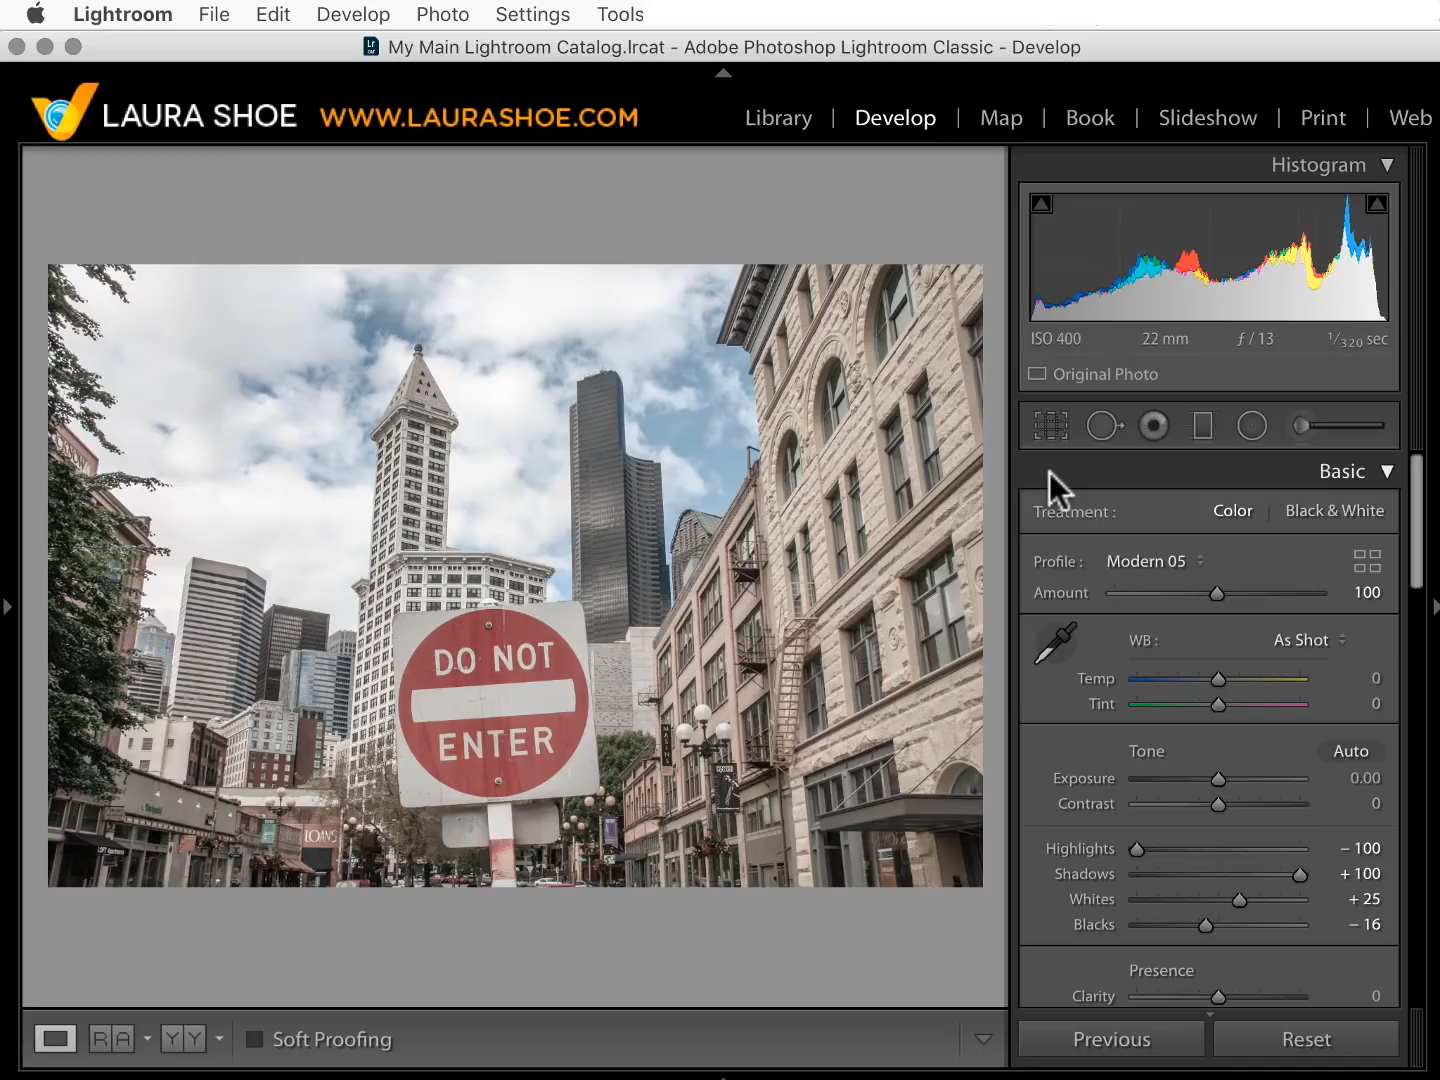 Lightroom File Edit Develop Photo Settings Tools
Lr My Main Lightroom Catalog.lrcat - Adobe Photoshop Lightroom Classic - Develop
LAURA SHOE WWW.LAURASHOE.COM
Library | Develop | Map | Book | Slideshow | Print | Web
Histogram
ISO 400 22 mm ƒ / 13 1/320 sec
Original Photo
Basic
Treatment : Color | Black & White
Profile : Modern 05
Amount 100
WB : As Shot
Temp 0
Tint 0
Tone Auto
Exposure 0.00
Contrast 0
Highlights − 100
Shadows + 100
Whites + 25
Blacks − 16
Presence
Clarity 0
Previous Reset
DO NOT
ENTER
LOANS
MASINS
R A Y Y Soft Proofing